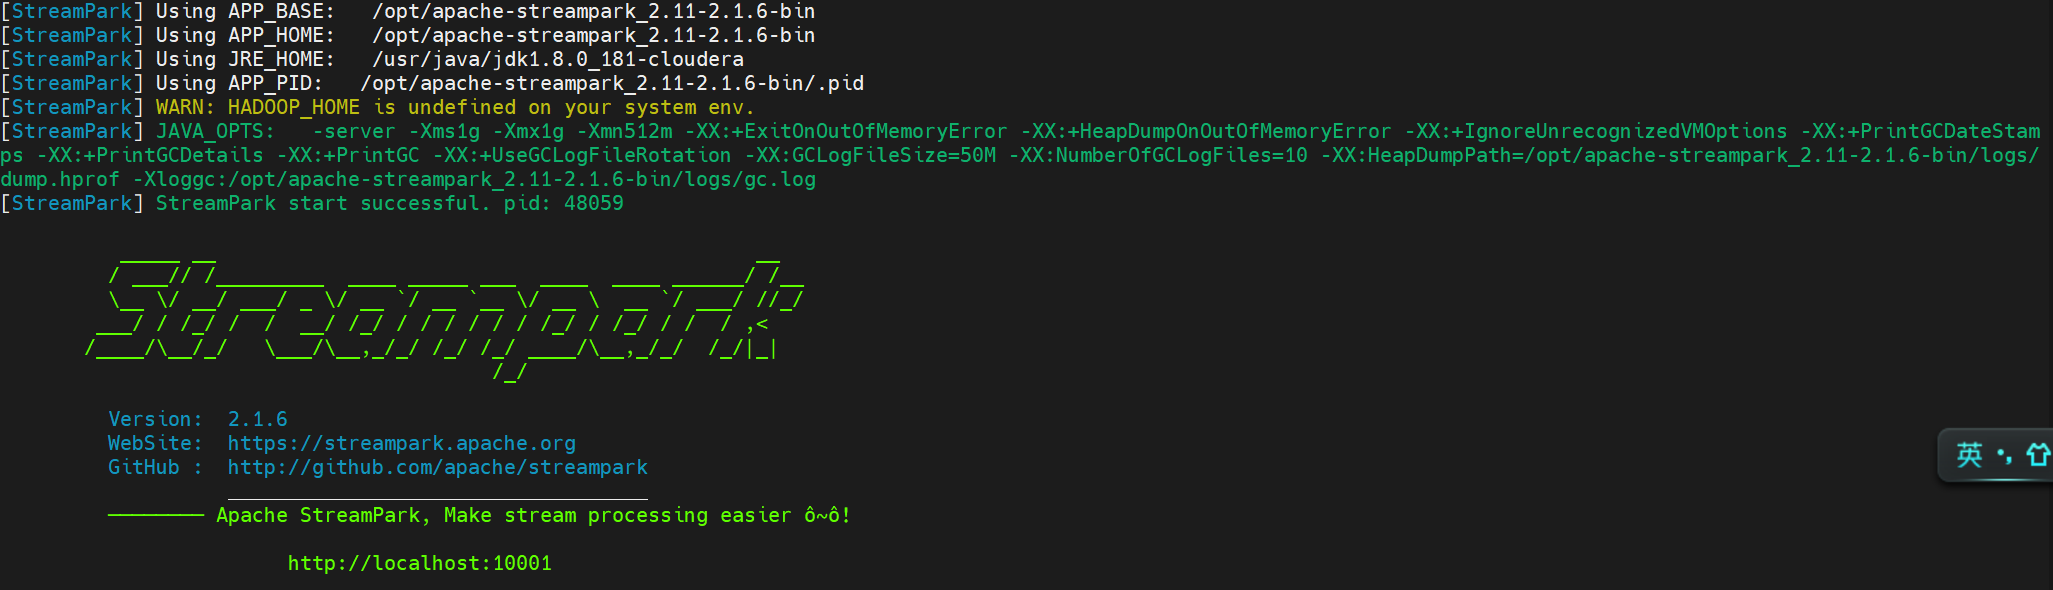 [StreamPark] Using APP_BASE:   /opt/apache-streampark_2.11-2.1.6-bin
[StreamPark] Using APP_HOME:   /opt/apache-streampark_2.11-2.1.6-bin
[StreamPark] Using JRE_HOME:   /usr/java/jdk1.8.0_181-cloudera
[StreamPark] Using APP_PID:   /opt/apache-streampark_2.11-2.1.6-bin/.pid
[StreamPark] WARN: HADOOP_HOME is undefined on your system env.
[StreamPark] JAVA_OPTS:   -server -Xms1g -Xmx1g -Xmn512m -XX:+ExitOnOutOfMemoryError -XX:+HeapDumpOnOutOfMemoryError -XX:+IgnoreUnrecognizedVMOptions -XX:+PrintGCDateStam
ps -XX:+PrintGCDetails -XX:+PrintGC -XX:+UseGCLogFileRotation -XX:GCLogFileSize=50M -XX:NumberOfGCLogFiles=10 -XX:HeapDumpPath=/opt/apache-streampark_2.11-2.1.6-bin/logs/
dump.hprof -Xloggc:/opt/apache-streampark_2.11-2.1.6-bin/logs/gc.log
[StreamPark] StreamPark start successful. pid: 48059
Streampark
Version:  2.1.6
WebSite:  https://streampark.apache.org
GitHub :  http://github.com/apache/streampark
英
──────── Apache StreamPark, Make stream processing easier ô~ô!
http://localhost:10001